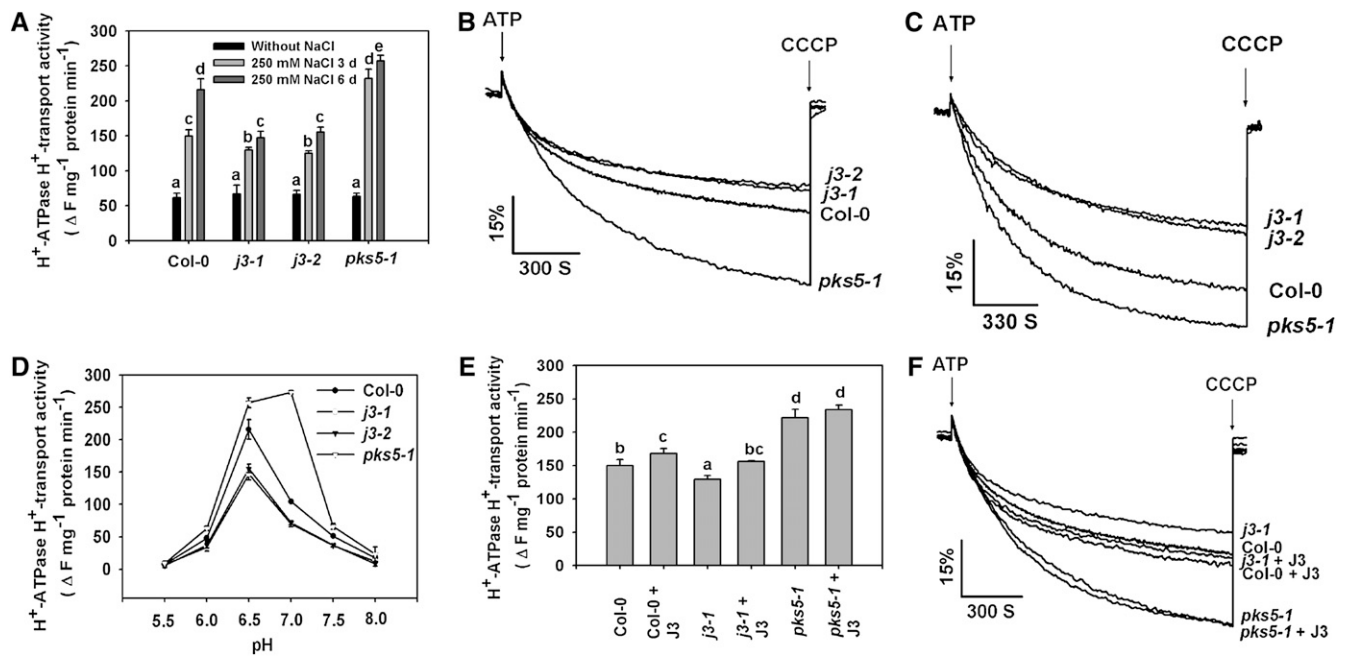 A
H⁺-ATPase H⁺-transport activity
( Δ F mg⁻¹ protein min⁻¹)
300
250
200
150
100
50
0
Without NaCl
250 mM NaCl 3 d
250 mM NaCl 6 d
a
c
d
a
b
c
a
b
c
a
d
e
Col-0
j3-1
j3-2
pks5-1
B
ATP
CCCP
j3-2
j3-1
Col-0
pks5-1
15%
300 S
C
ATP
CCCP
j3-1
j3-2
Col-0
pks5-1
15%
330 S
D
H⁺-ATPase H⁺-transport activity
( Δ F mg⁻¹ protein min⁻¹)
300
250
200
150
100
50
0
Col-0
j3-1
j3-2
pks5-1
5.5 6.0 6.5 7.0 7.5 8.0
pH
E
H⁺-ATPase H⁺-transport activity
( Δ F mg⁻¹ protein min⁻¹)
300
250
200
150
100
50
0
b
c
a
bc
d
d
Col-0
Col-0 +
J3
j3-1
j3-1 +
J3
pks5-1
pks5-1 +
J3
F
ATP
CCCP
j3-1
Col-0
j3-1 + J3
Col-0 + J3
pks5-1
pks5-1 + J3
15%
300 S